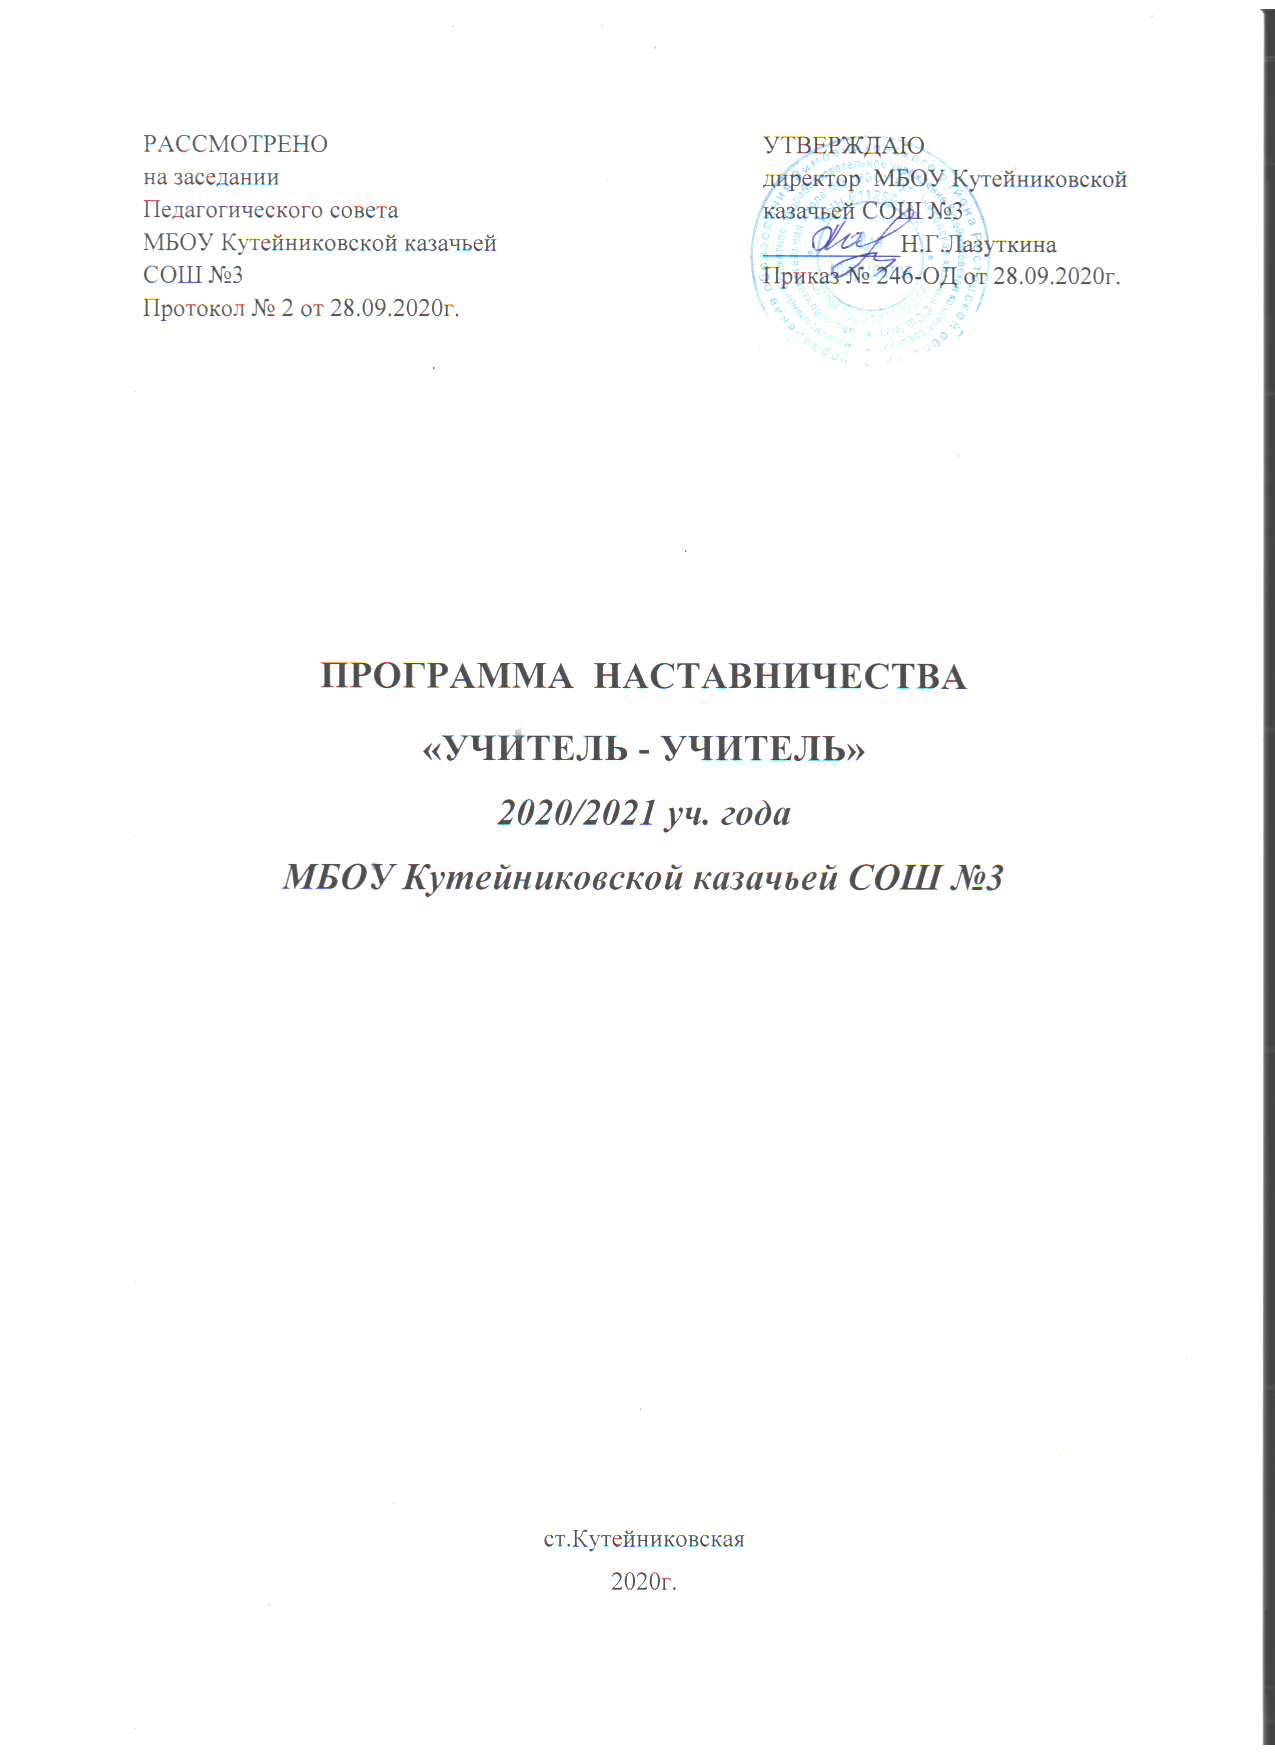 РАССМОТРЕНО
на заседании
Педагогического совета
МБОУ Кутейниковской казачьей
СОШ №3
Протокол № 2 от 28.09.2020г.
УТВЕРЖДАЮ
директор МБОУ Кутейниковской
казачьей СОШ №3
Н.Г.Лазуткина
Приказ № 246-ОД от 28.09.2020г.
ПРОГРАММА НАСТАВНИЧЕСТВА
«УЧИТЕЛЬ - УЧИТЕЛЬ»
2020/2021 уч. года
МБОУ Кутейниковской казачьей СОШ №3
ст.Кутейниковская
2020г.